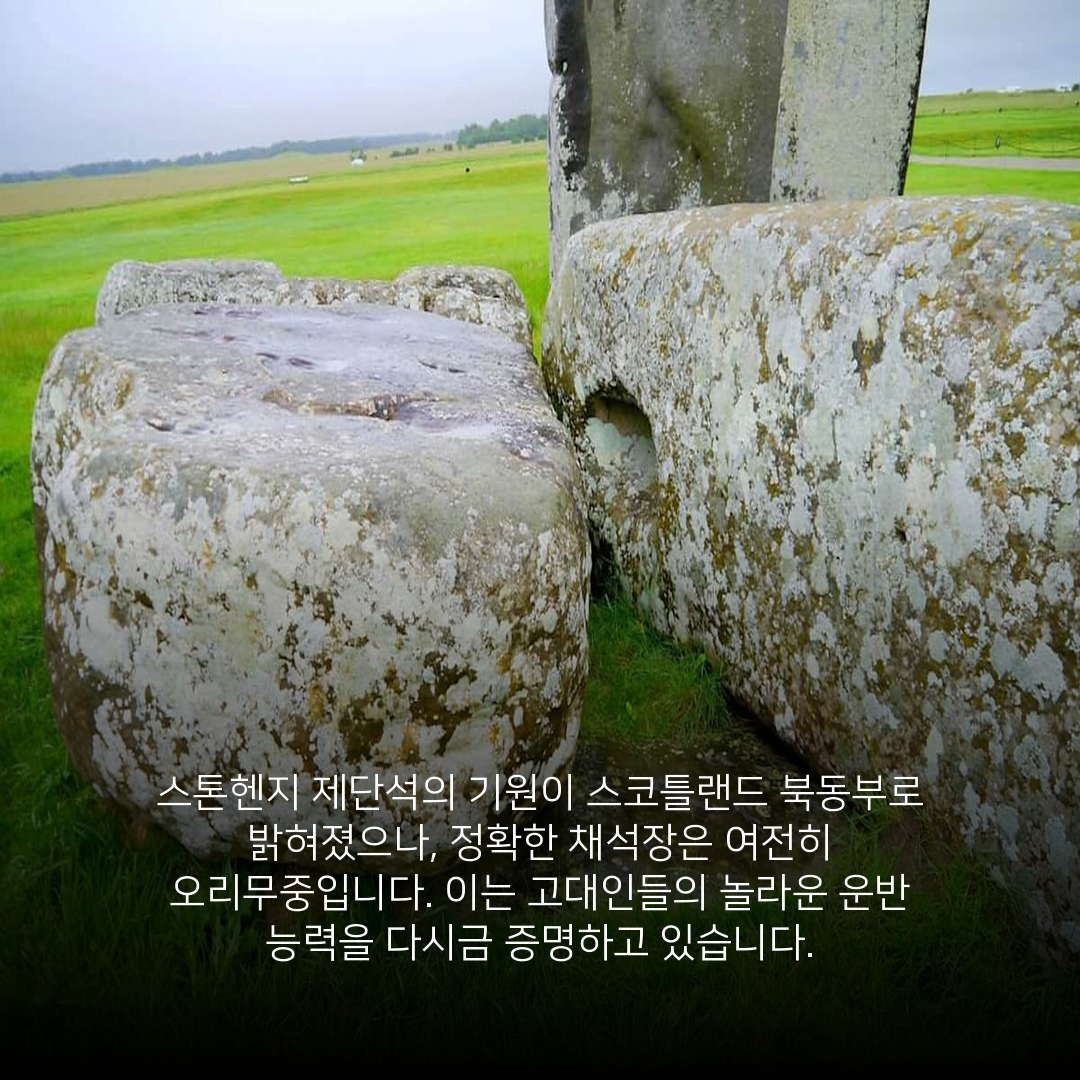 스톤헨지 제단석의 기원이 스코틀랜드 북동부로
밝혀졌으나, 정확한 채석장은 여전히
오리무중입니다. 이는 고대인들의 놀라운 운반
능력을 다시금 증명하고 있습니다.